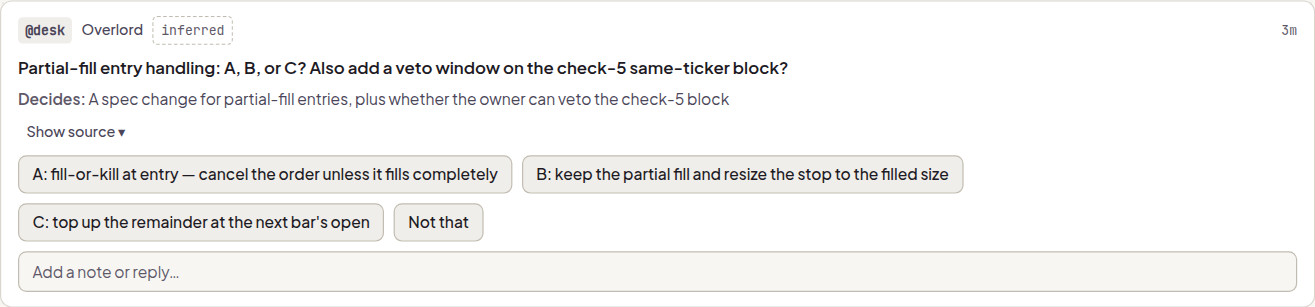 @desk Overlord inferred 3m
Partial-fill entry handling: A, B, or C? Also add a veto window on the check-5 same-ticker block?
Decides: A spec change for partial-fill entries, plus whether the owner can veto the check-5 block
Show source ▾
A: fill-or-kill at entry — cancel the order unless it fills completely B: keep the partial fill and resize the stop to the filled size
C: top up the remainder at the next bar's open Not that
Add a note or reply…